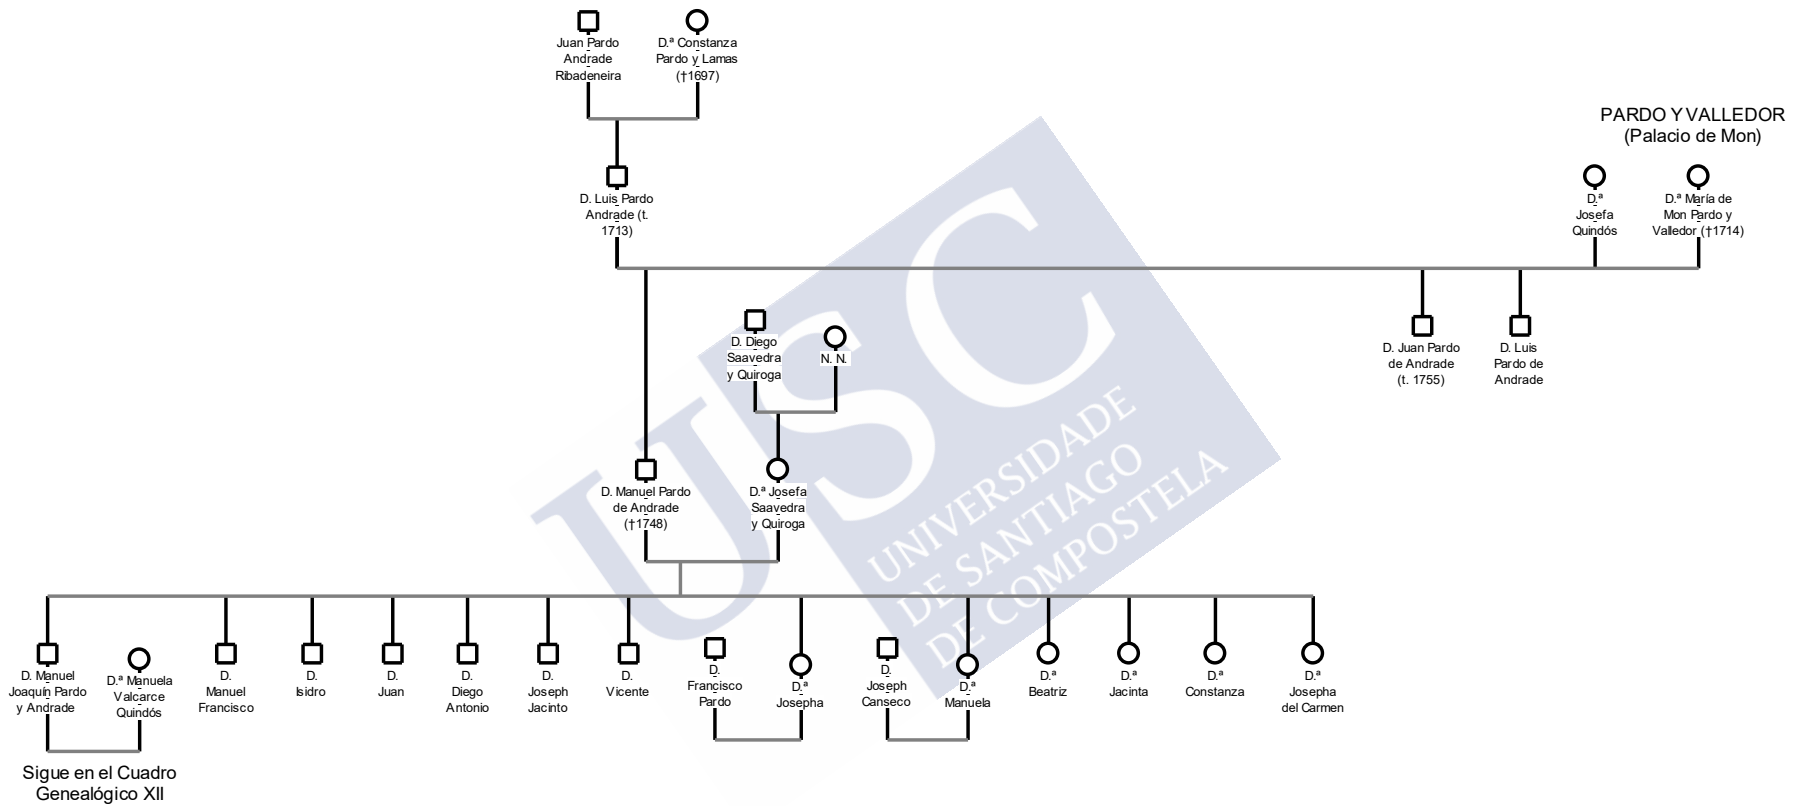 Juan Pardo
Andrade
Ribadeneira
D.ª Constanza
Pardo y Lamas
(†1697)
PARDO Y VALLEDOR
(Palacio de Mon)
D. Luis Pardo
Andrade (t.
1713)
D.ª
Josefa
Quindós
D.ª María de
Mon Pardo y
Valledor (†1714)
D. Diego
Saavedra
y Quiroga
N. N.
D. Juan Pardo
de Andrade
(t. 1755)
D. Luis
Pardo de
Andrade
D. Manuel Pardo
de Andrade
(†1748)
D.ª Josefa
Saavedra
y Quiroga
D. Manuel
Joaquín Pardo
y Andrade
D.ª Manuela
Valcarce
Quindós
D.
Manuel
Francisco
D.
Isidro
D.
Juan
D.
Diego
Antonio
D.
Joseph
Jacinto
D.
Vicente
D.
Francisco
Pardo
D.ª
Josepha
D.
Joseph
Canseco
D.ª
Manuela
D.ª
Beatriz
D.ª
Jacinta
D.ª
Constanza
D.ª
Josepha
del Carmen
Sigue en el Cuadro
Genealógico XII
USC
UNIVERSIDADE
DE SANTIAGO
DE COMPOSTELA